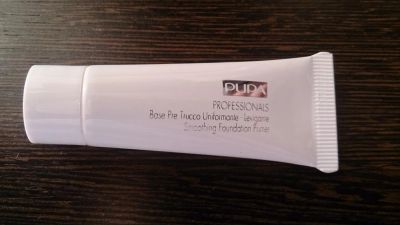 PUPA
PROFESSIONALS
Base Pre Trucco Uniformante - Levigante
Smoothing Foundation Primer